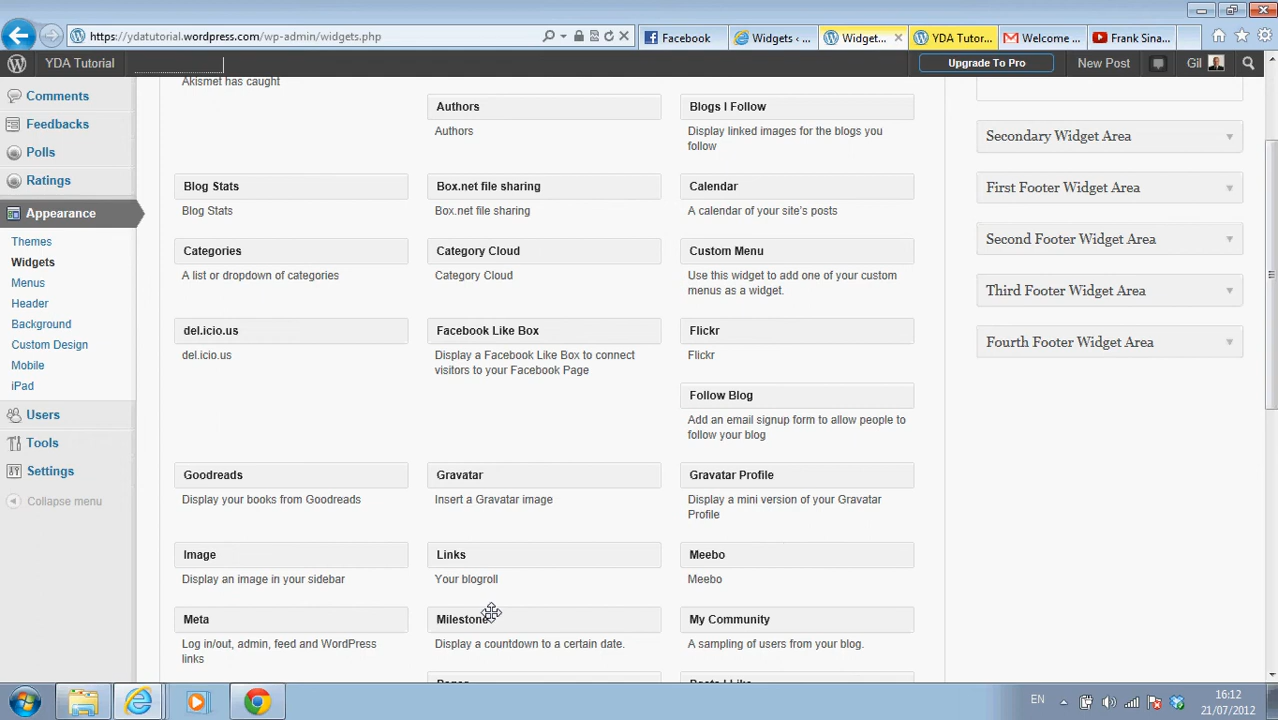 https://ydatutorial.wordpress.com/wp-admin/widgets.php
Facebook
Widgets ‹ ...
Widget...
YDA Tutor...
Welcome ...
Frank Sina...
YDA Tutorial
Upgrade To Pro
New Post
Gil
Comments
Feedbacks
Polls
Ratings
Appearance
Themes
Widgets
Menus
Header
Background
Custom Design
Mobile
iPad
Users
Tools
Settings
Collapse menu
Akismet has caught
Authors
Authors
Blogs I Follow
Display linked images for the blogs you
follow
Blog Stats
Blog Stats
Box.net file sharing
Box.net file sharing
Calendar
A calendar of your site's posts
Categories
A list or dropdown of categories
Category Cloud
Category Cloud
Custom Menu
Use this widget to add one of your custom
menus as a widget.
del.icio.us
del.icio.us
Facebook Like Box
Display a Facebook Like Box to connect
visitors to your Facebook Page
Flickr
Flickr
Follow Blog
Add an email signup form to allow people to
follow your blog
Goodreads
Display your books from Goodreads
Gravatar
Insert a Gravatar image
Gravatar Profile
Display a mini version of your Gravatar
Profile
Image
Display an image in your sidebar
Links
Your blogroll
Meebo
Meebo
Meta
Log in/out, admin, feed and WordPress
links
Milestone
Display a countdown to a certain date.
My Community
A sampling of users from your blog.
Pages
Posts I Like
Secondary Widget Area
First Footer Widget Area
Second Footer Widget Area
Third Footer Widget Area
Fourth Footer Widget Area
EN
16:12
21/07/2012